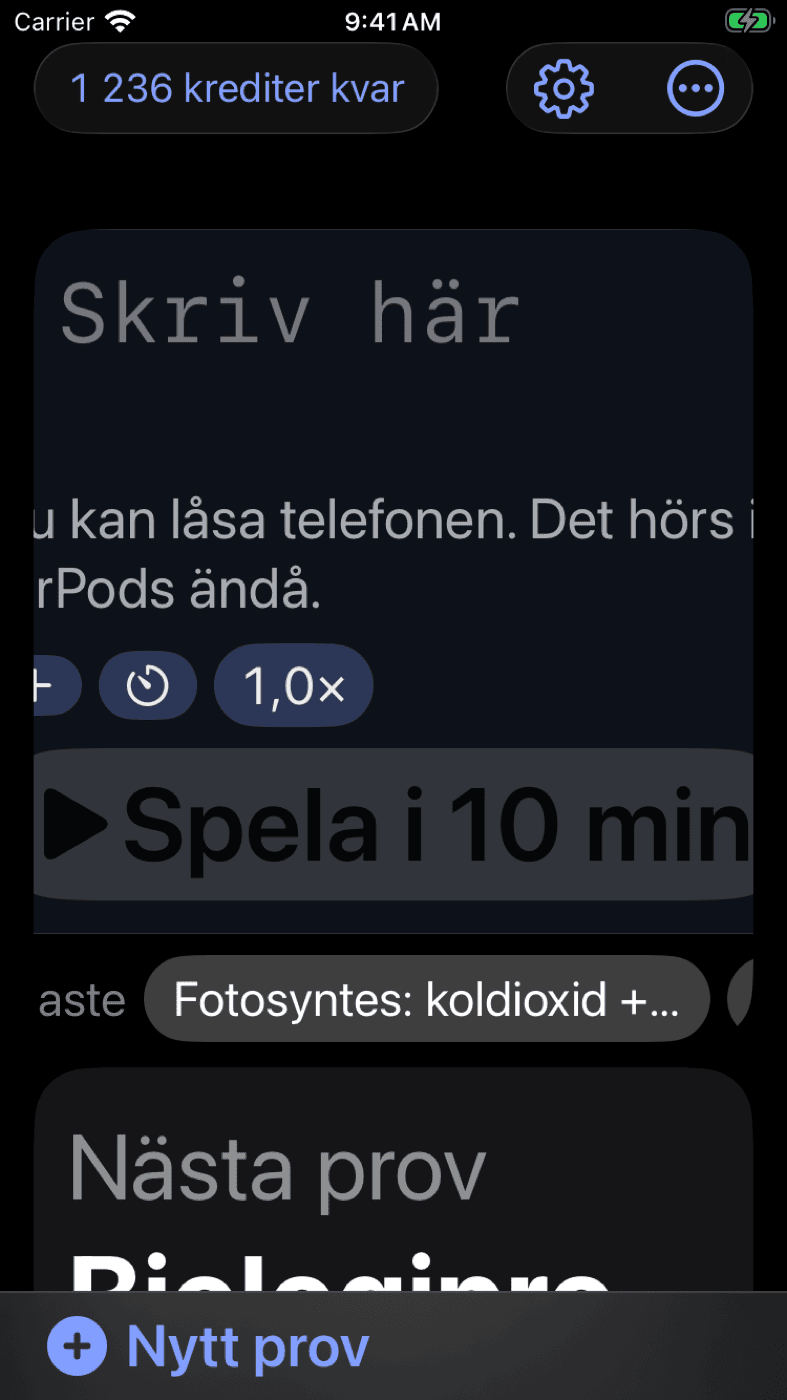 Carrier 9:41 AM
1 236 krediter kvar
Skriv här
u kan låsa telefonen. Det hörs i
rPods ändå.
1,0×
Spela i 10 min
aste Fotosyntes: koldioxid +...
Nästa prov
Biologipro
Nytt prov